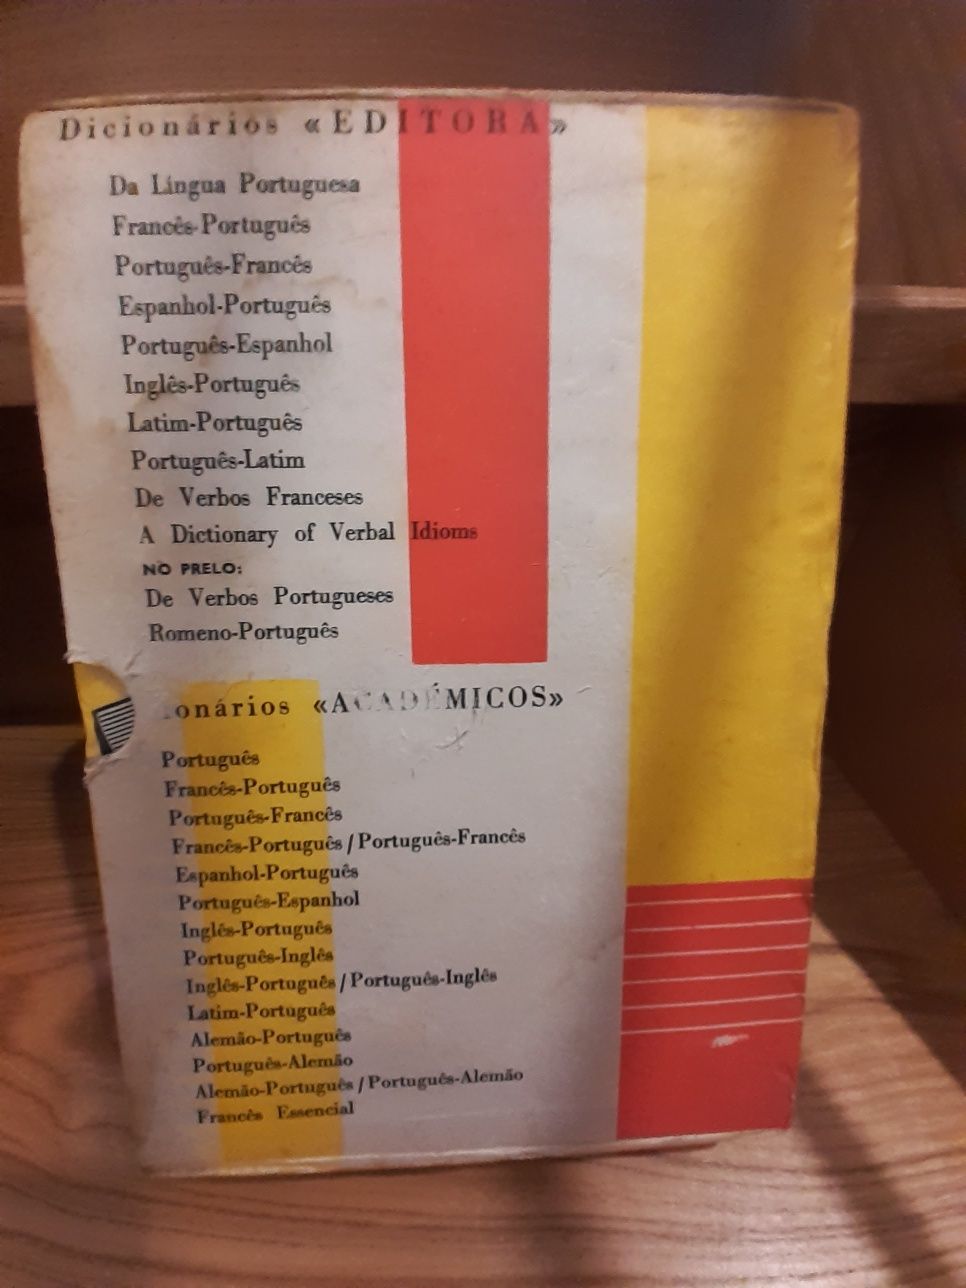 Dicionários «EDITORA»
Da Língua Portuguesa
Francês-Português
Português-Francês
Espanhol-Português
Português-Espanhol
Inglês-Português
Latim-Português
Português-Latim
De Verbos Franceses
A Dictionary of Verbal Idioms
NO PRELO:
De Verbos Portugueses
Romeno-Português
onários «ACADÉMICOS»
Português
Francês-Português
Português-Francês
Francês-Português / Português-Francês
Espanhol-Português
Português-Espanhol
Inglês-Português
Português-Inglês
Inglês-Português / Português-Inglês
Latim-Português
Alemão-Português
Português-Alemão
Alemão-Português / Português-Alemão
Francês Essencial